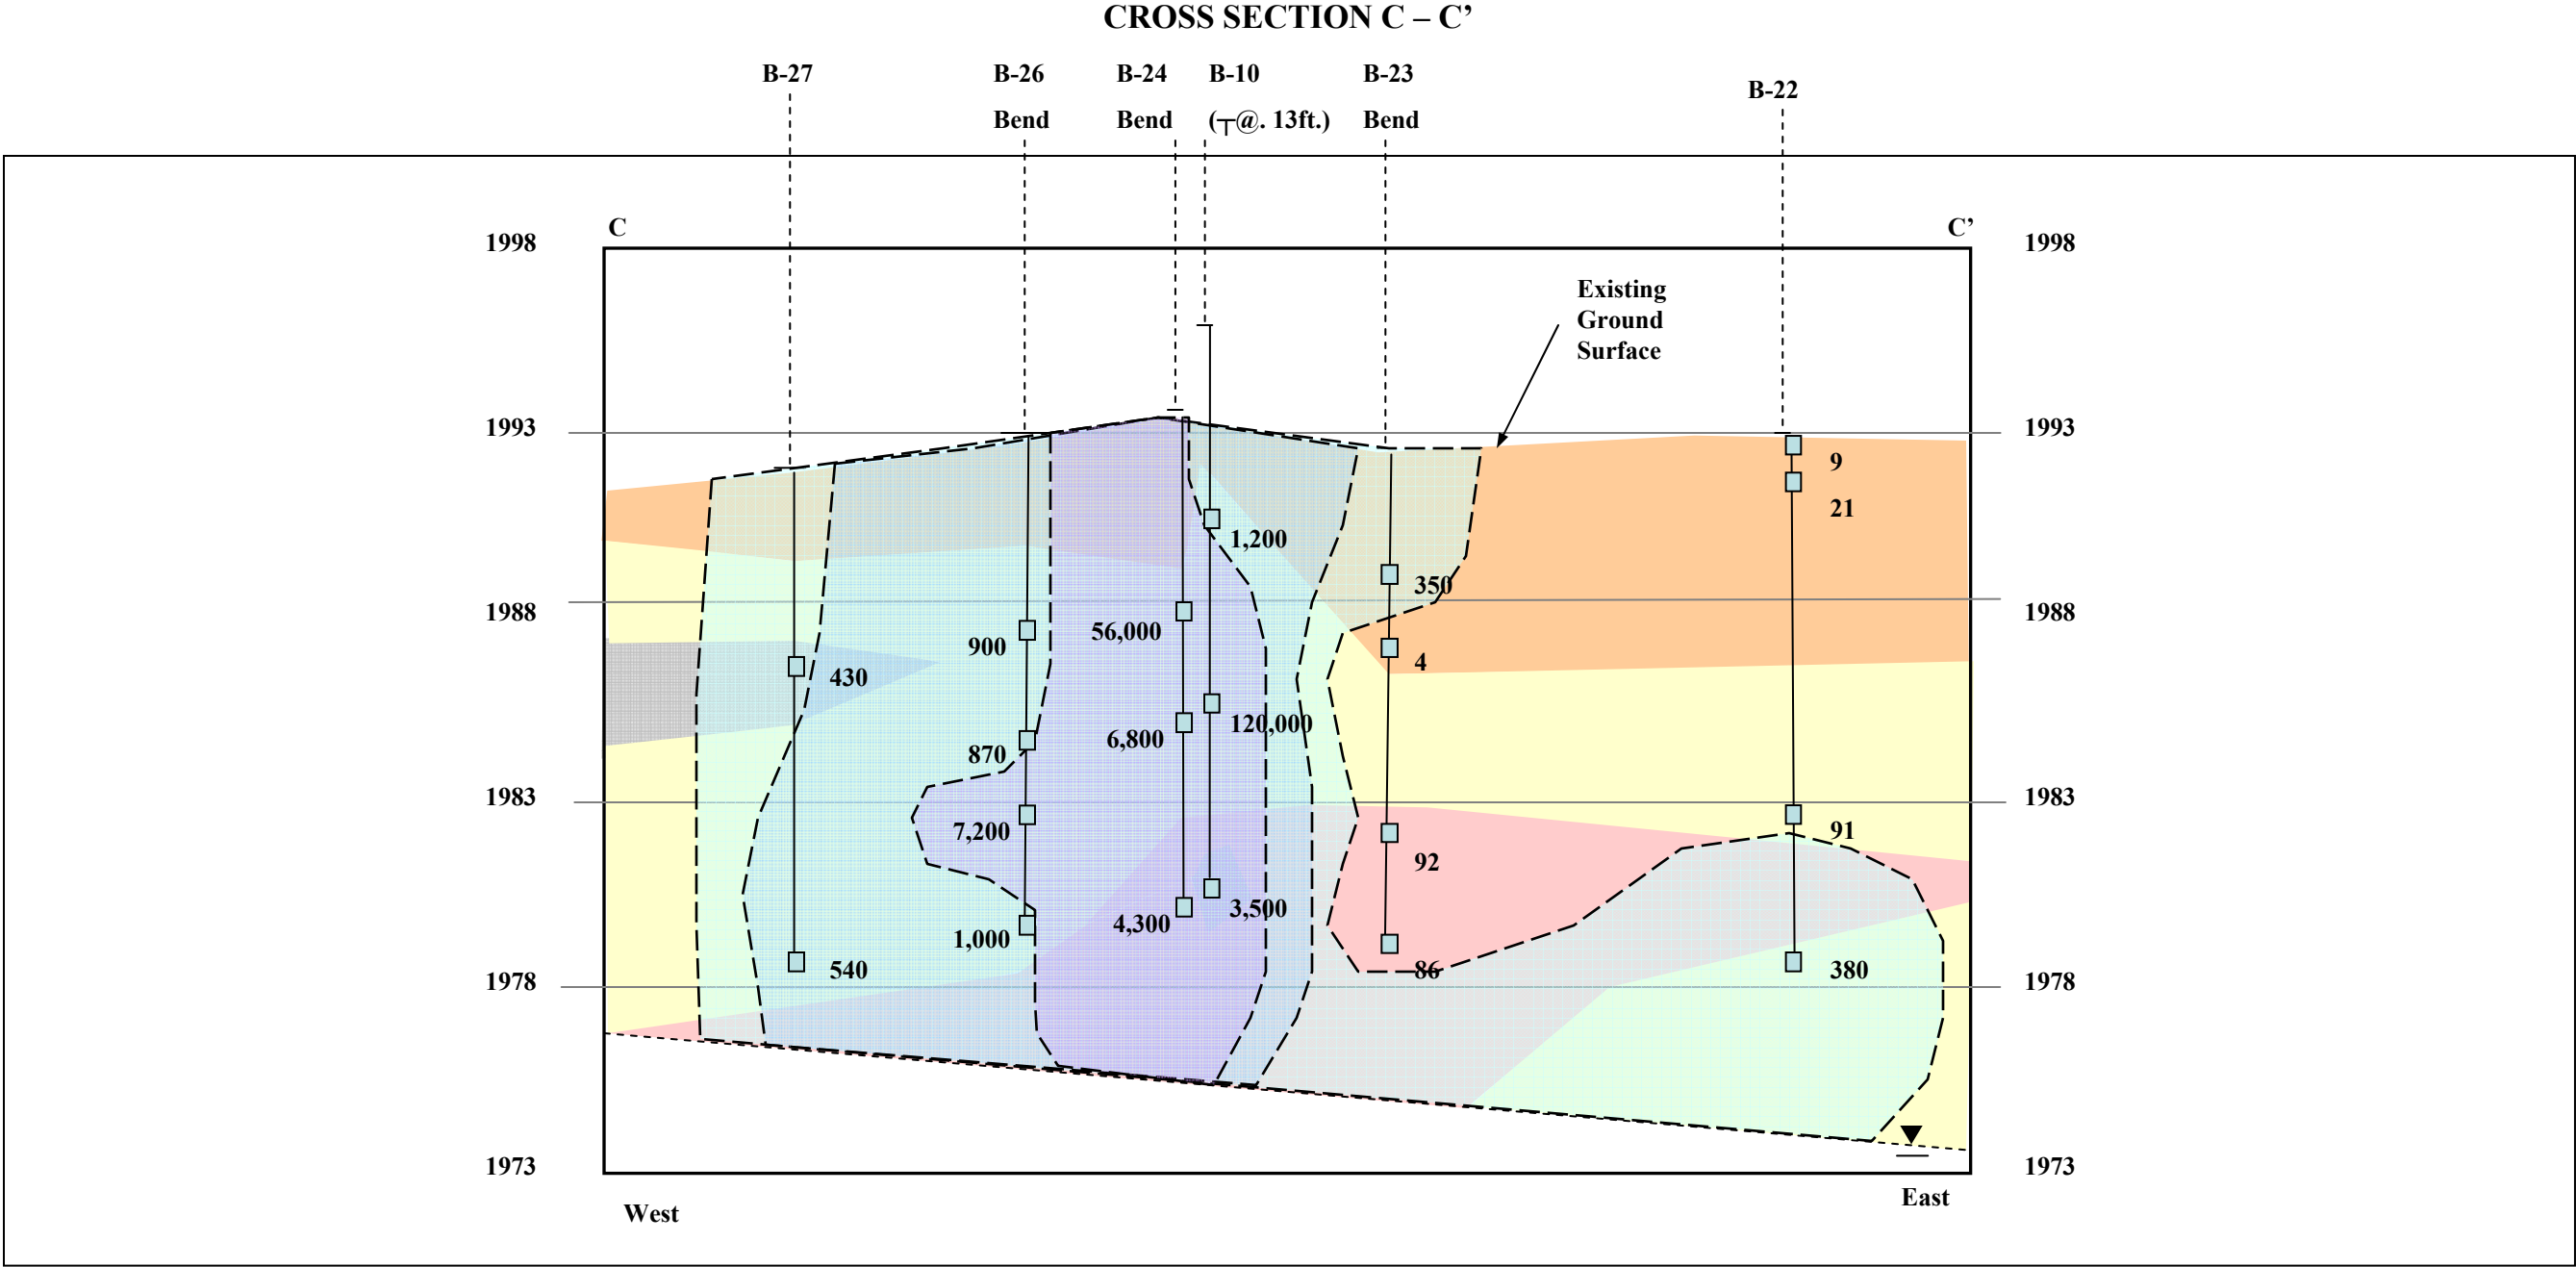 CROSS SECTION C – C’
B-27
B-26
B-24
B-10
B-23
B-22
Bend
Bend
(┬@. 13ft.)
Bend
C
C’
1998
1998
Existing
Ground
Surface
1993
1993
9
21
1,200
350
1988
1988
56,000
900
4
430
120,000
6,800
870
1983
1983
7,200
91
92
3,500
4,300
1,000
540
86
380
1978
1978
1973
1973
West
East